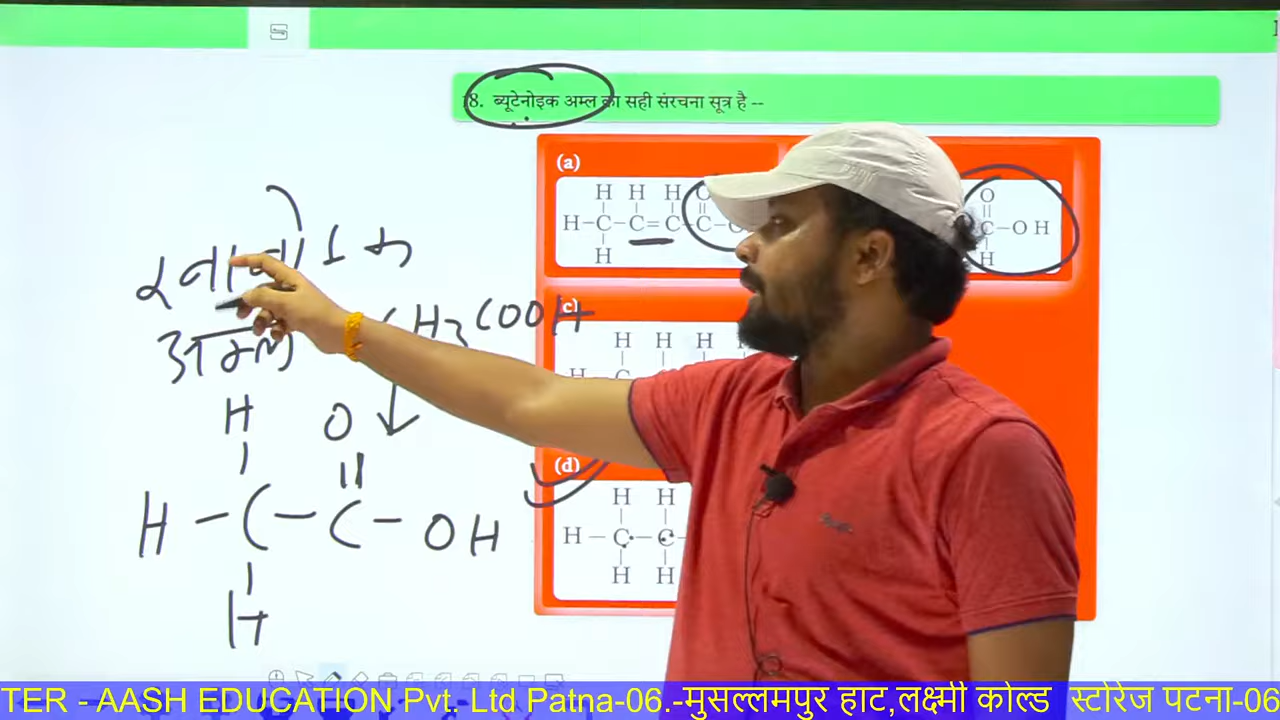 8. ब्यूटेनोइक अम्ल का सही संरचना सूत्र है --
(a)
H H H O
H-C-C=C-C-O
H
O
C-OH
H
(c)
H H H H
H C
(d)
H H
H-C-C-
H H
इक
अम्ल CH3COOH
H O
H-C-C-OH
H
TER - AASH EDUCATION Pvt. Ltd Patna-06.-मुसल्लमपुर हाट,लक्ष्मी कोल्ड स्टोरेज पटना-06